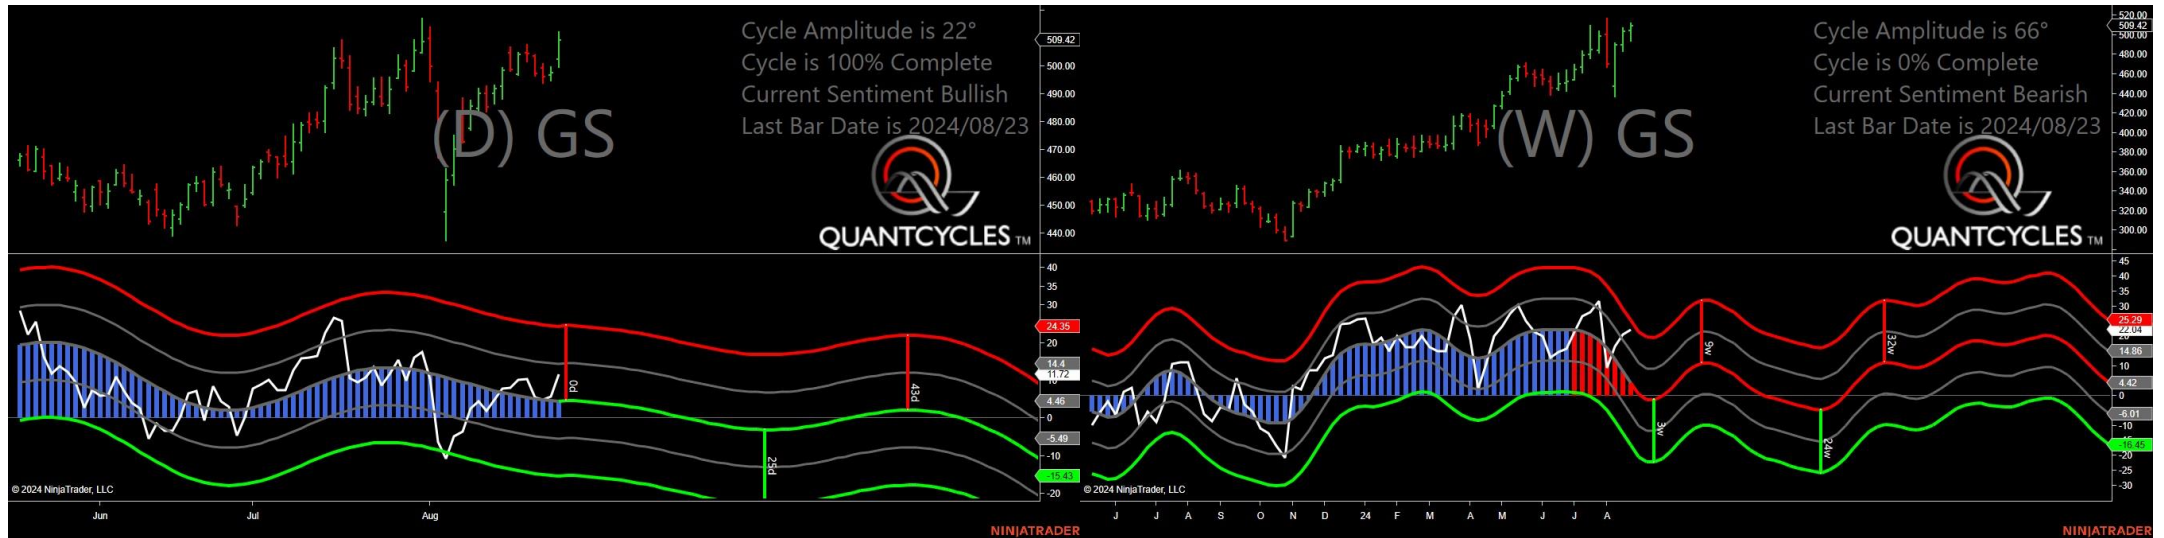 Cycle Amplitude is 22°
Cycle is 100% Complete
Current Sentiment Bullish
Last Bar Date is 2024/08/23
(D) GS
QUANTCYCLES TM
509.42
500.00
490.00
480.00
470.00
460.00
450.00
440.00
40
35
30
24.35
20
14.4
11.72
10
4.46
0
-5.49
-10
-15.43
-20
0d
25d
43d
© 2024 NinjaTrader, LLC
Jun Jul Aug
NINJATRADER
Cycle Amplitude is 66°
Cycle is 0% Complete
Current Sentiment Bearish
Last Bar Date is 2024/08/23
(W) GS
QUANTCYCLES TM
520.00
509.42
500.00
480.00
460.00
440.00
420.00
400.00
380.00
360.00
340.00
320.00
300.00
45
40
35
30
25.29
22.04
14.86
10
4.42
0
-6.01
-10
-16.45
-20
-25
-30
3w
9w
24w
32w
© 2024 NinjaTrader, LLC
J J A S O N D 24 F M A M J J A
NINJATRADER